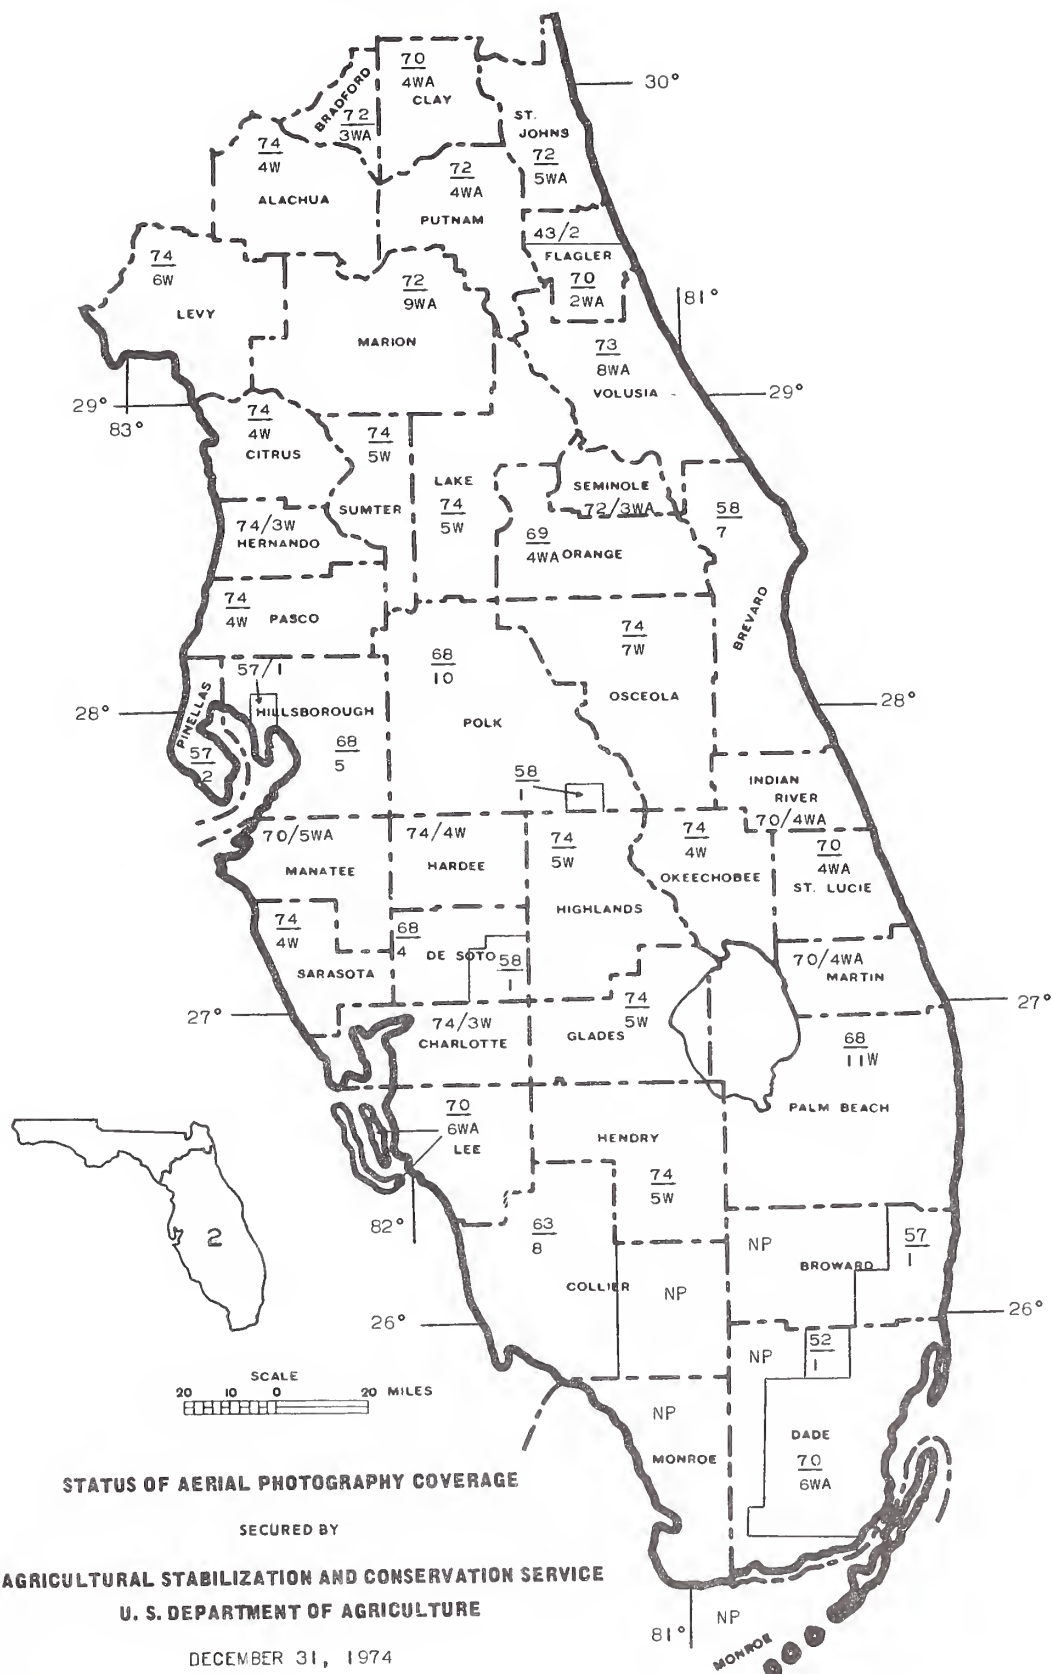 70
4WA
CLAY
30°
BRADFORD
72
3WA
ST.
JOHNS
72
5WA
74
4W
ALACHUA
72
4WA
PUTNAM
43/2
FLAGLER
70
2WA
74
6W
LEVY
72
9WA
MARION
81°
73
8WA
VOLUSIA
29°
29°
83°
74
4W
CITRUS
74
5W
SUMTER
LAKE
74
5W
SEMINOLE
72/3WA
58
7
BREVARD
74/3W
HERNANDO
69
4WA ORANGE
74
4W
PASCO
74
7W
OSCEOLA
68
10
POLK
57/1
HILLSBOROUGH
68
5
28°
PINELLAS
57
2
28°
58
1
INDIAN
RIVER
70/4WA
70/5WA
MANATEE
74/4W
HARDEE
74
5W
HIGHLANDS
74
4W
OKEECHOBEE
70
4WA
ST. LUCIE
74
4W
SARASOTA
68
4
DE SOTO
58
1
70/4WA
MARTIN
27°
74/3W
CHARLOTTE
74
5W
GLADES
27°
68
11W
PALM BEACH
70
6WA
LEE
HENDRY
74
5W
2
82°
63
8
COLLIER
NP
NP
BROWARD
57
1
26°
26°
NP
52
1
SCALE
20 10 0 20 MILES
NP
MONROE
DADE
70
6WA
STATUS OF AERIAL PHOTOGRAPHY COVERAGE
SECURED BY
AGRICULTURAL STABILIZATION AND CONSERVATION SERVICE
U. S. DEPARTMENT OF AGRICULTURE
DECEMBER 31, 1974
81°
NP
MONROE